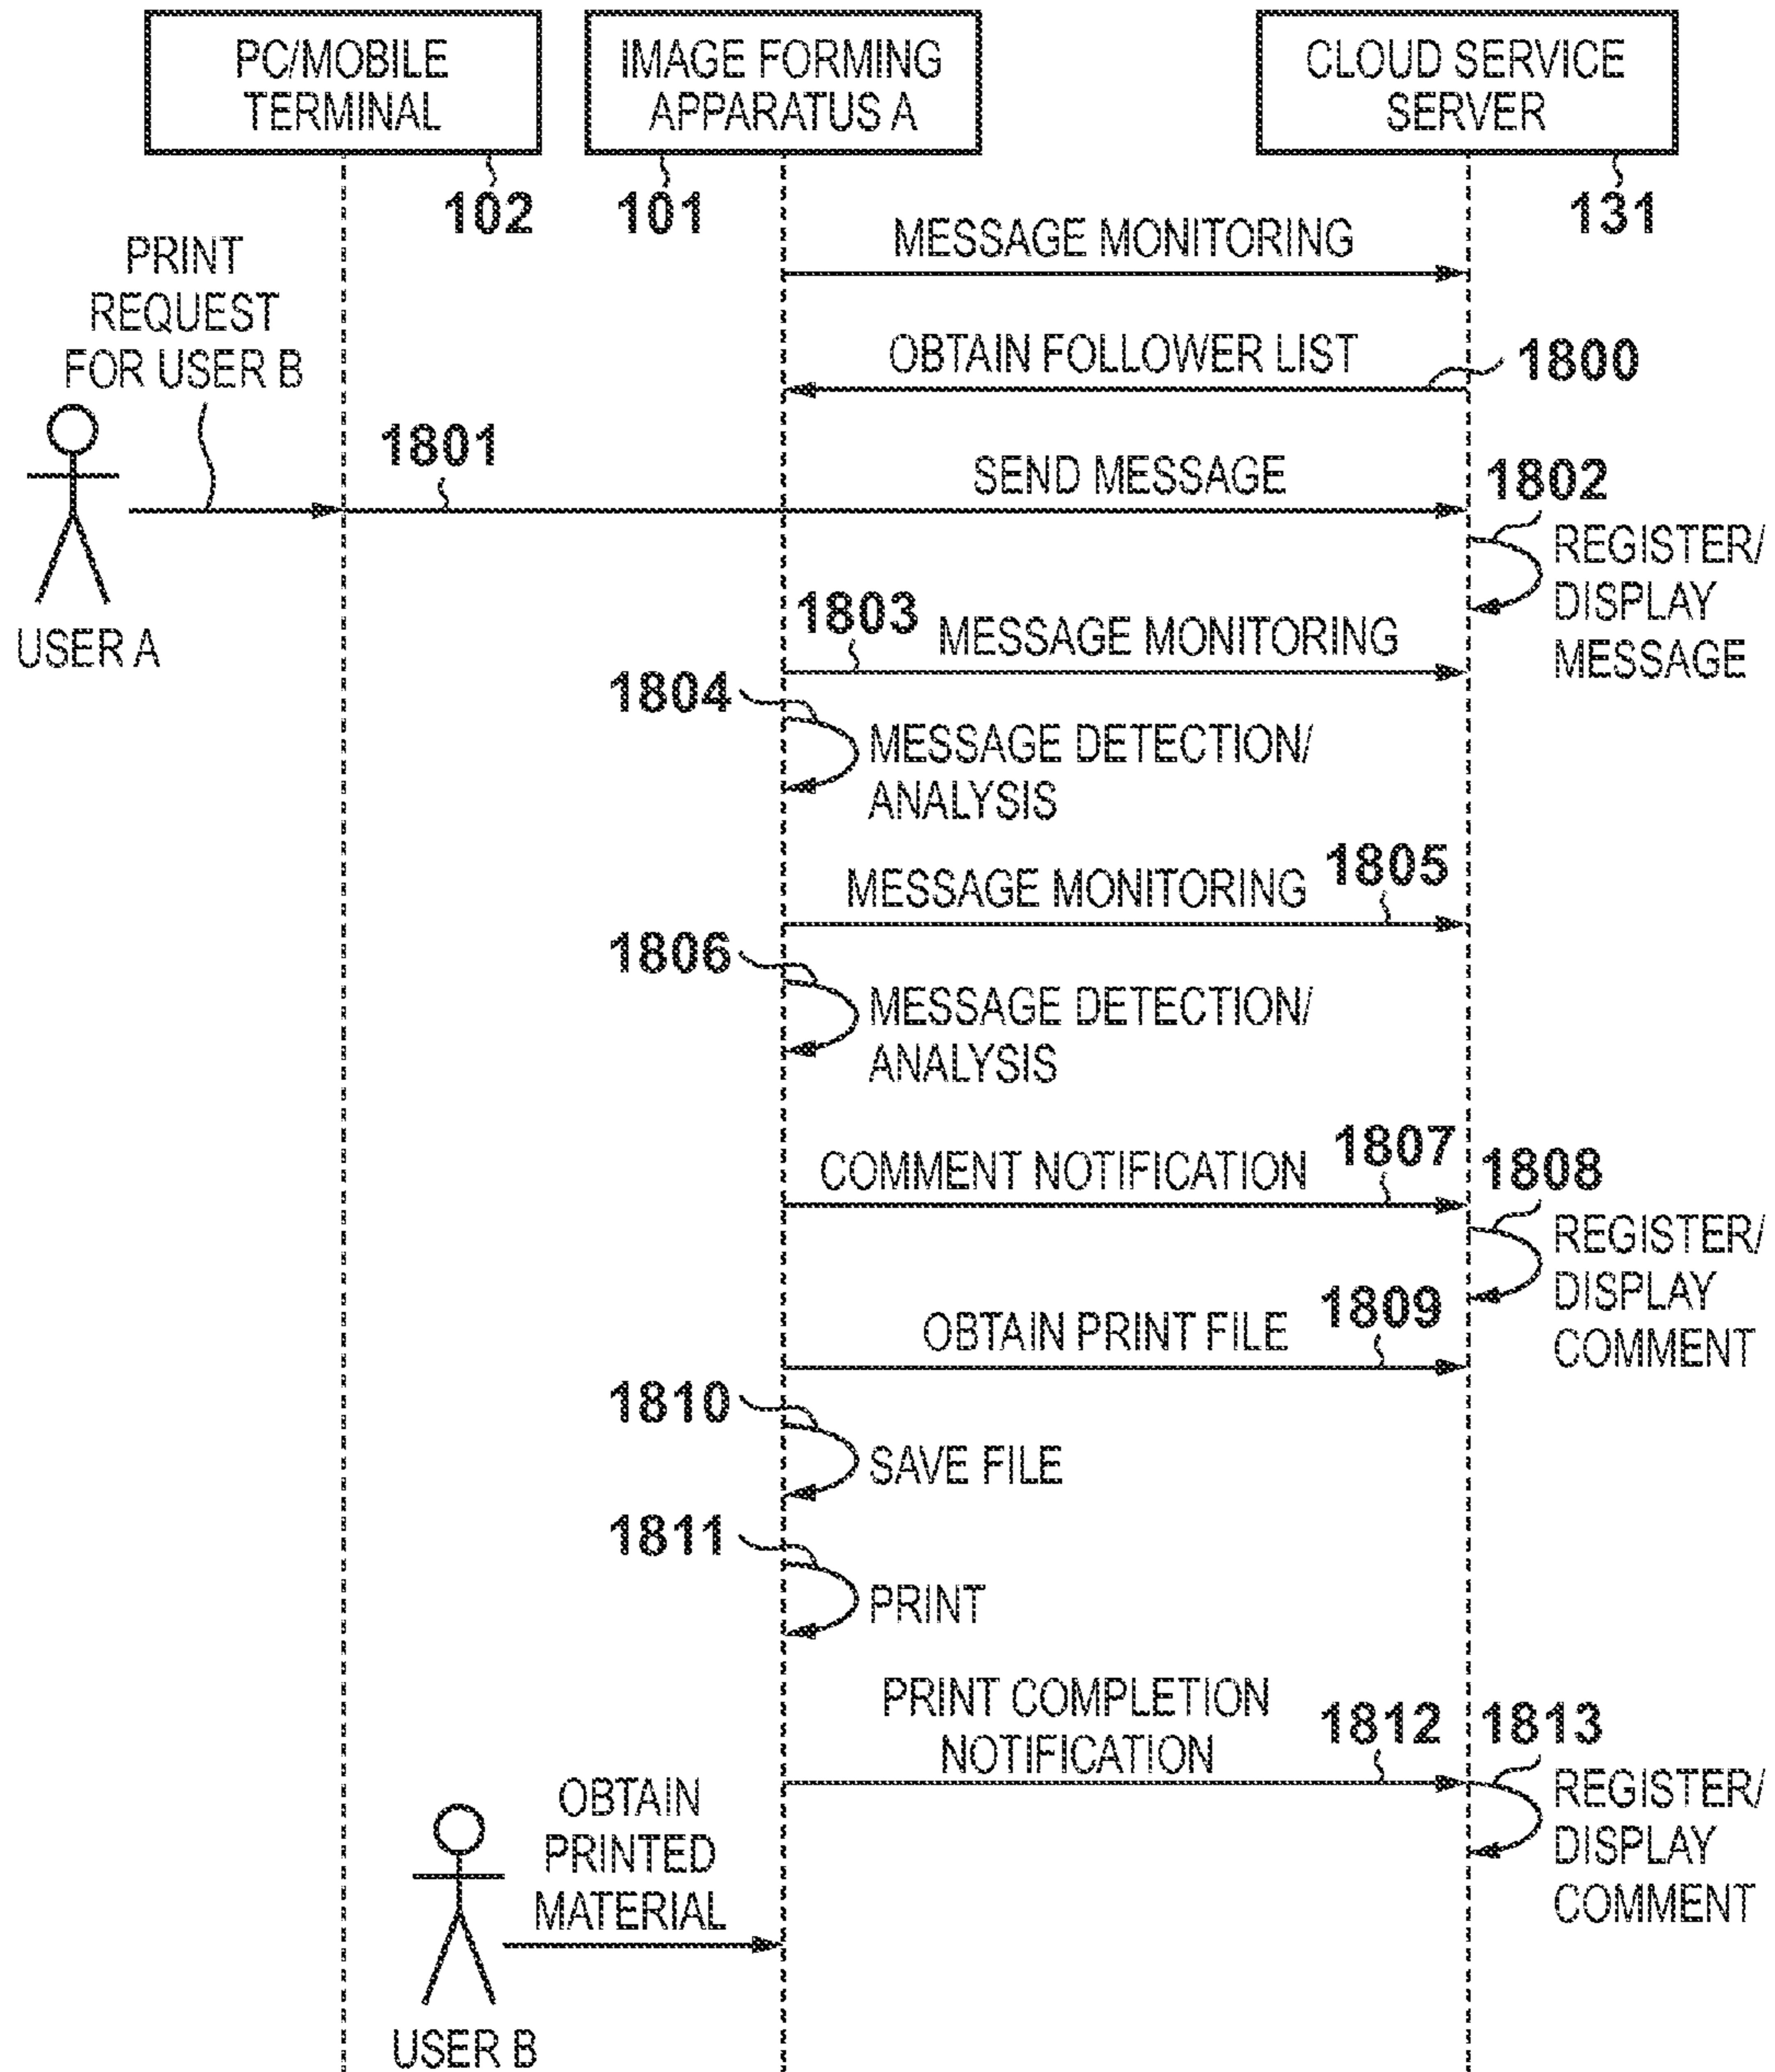 PC/MOBILE
TERMINAL
IMAGE FORMING
APPARATUS A
CLOUD SERVICE
SERVER
102
101
131
MESSAGE MONITORING
PRINT
REQUEST
FOR USER B
OBTAIN FOLLOWER LIST
1800
1801
SEND MESSAGE
1802
REGISTER/
DISPLAY
MESSAGE
USER A
1803
MESSAGE MONITORING
1804
MESSAGE DETECTION/
ANALYSIS
MESSAGE MONITORING
1805
1806
MESSAGE DETECTION/
ANALYSIS
COMMENT NOTIFICATION
1807
1808
REGISTER/
DISPLAY
COMMENT
OBTAIN PRINT FILE
1809
1810
SAVE FILE
1811
PRINT
PRINT COMPLETION
NOTIFICATION
1812
1813
REGISTER/
DISPLAY
COMMENT
OBTAIN
PRINTED
MATERIAL
USER B